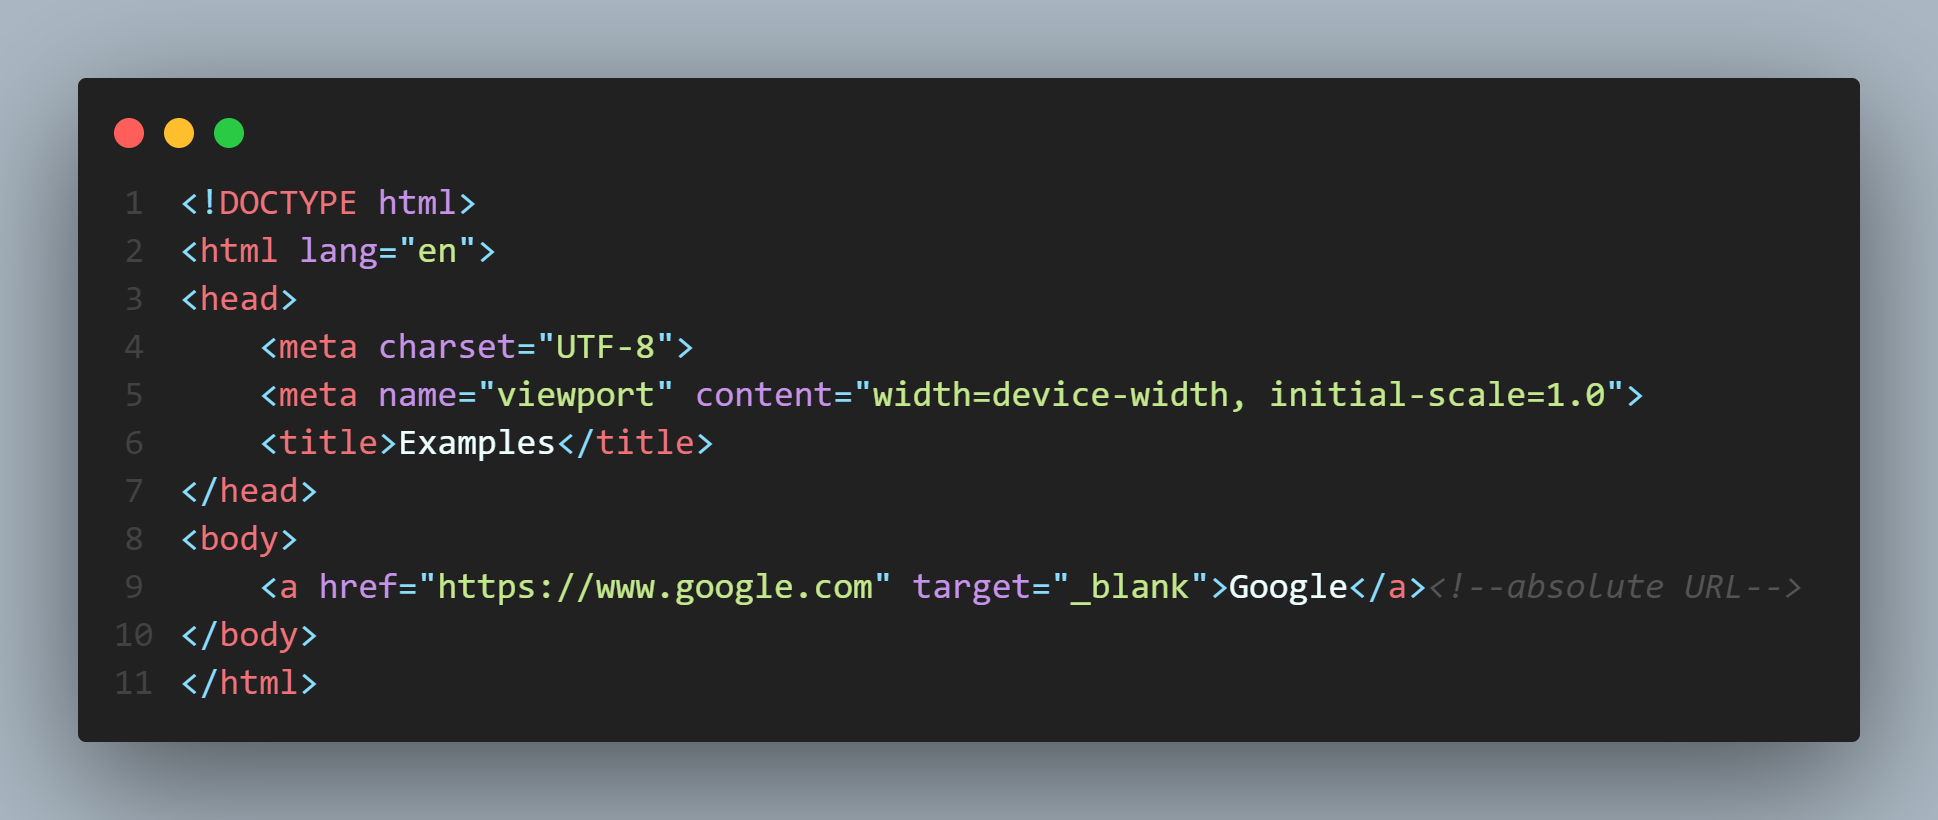 1 <!DOCTYPE html>
2 <html lang="en">
3 <head>
4     <meta charset="UTF-8">
5     <meta name="viewport" content="width=device-width, initial-scale=1.0">
6     <title>Examples</title>
7 </head>
8 <body>
9     <a href="https://www.google.com" target="_blank">Google</a><!--absolute URL-->
10 </body>
11 </html>